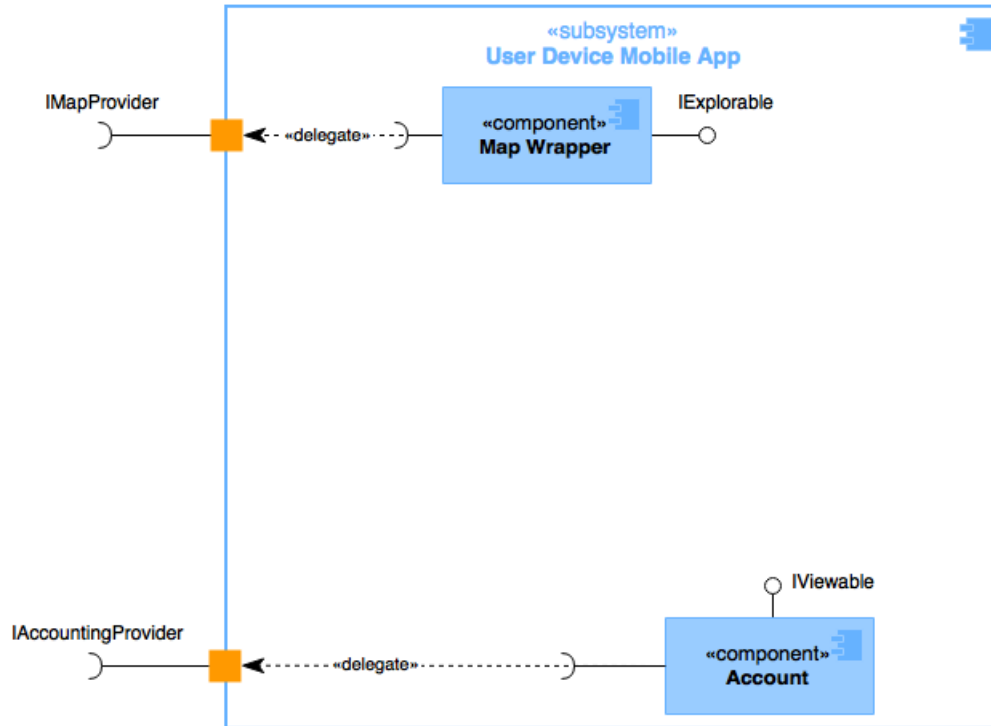 «subsystem»
User Device Mobile App
IMapProvider
«delegate»
«component»
Map Wrapper
IExplorable
IViewable
IAccountingProvider
«delegate»
«component»
Account